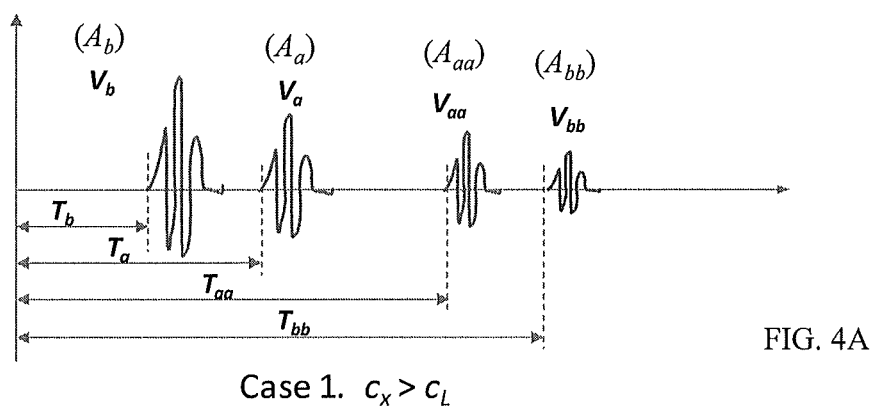 (A_b) (A_a) (A_aa) (A_bb)
V_b V_a V_aa V_bb
T_b
T_a
T_aa
T_bb
FIG. 4A
Case 1. c_x > c_L